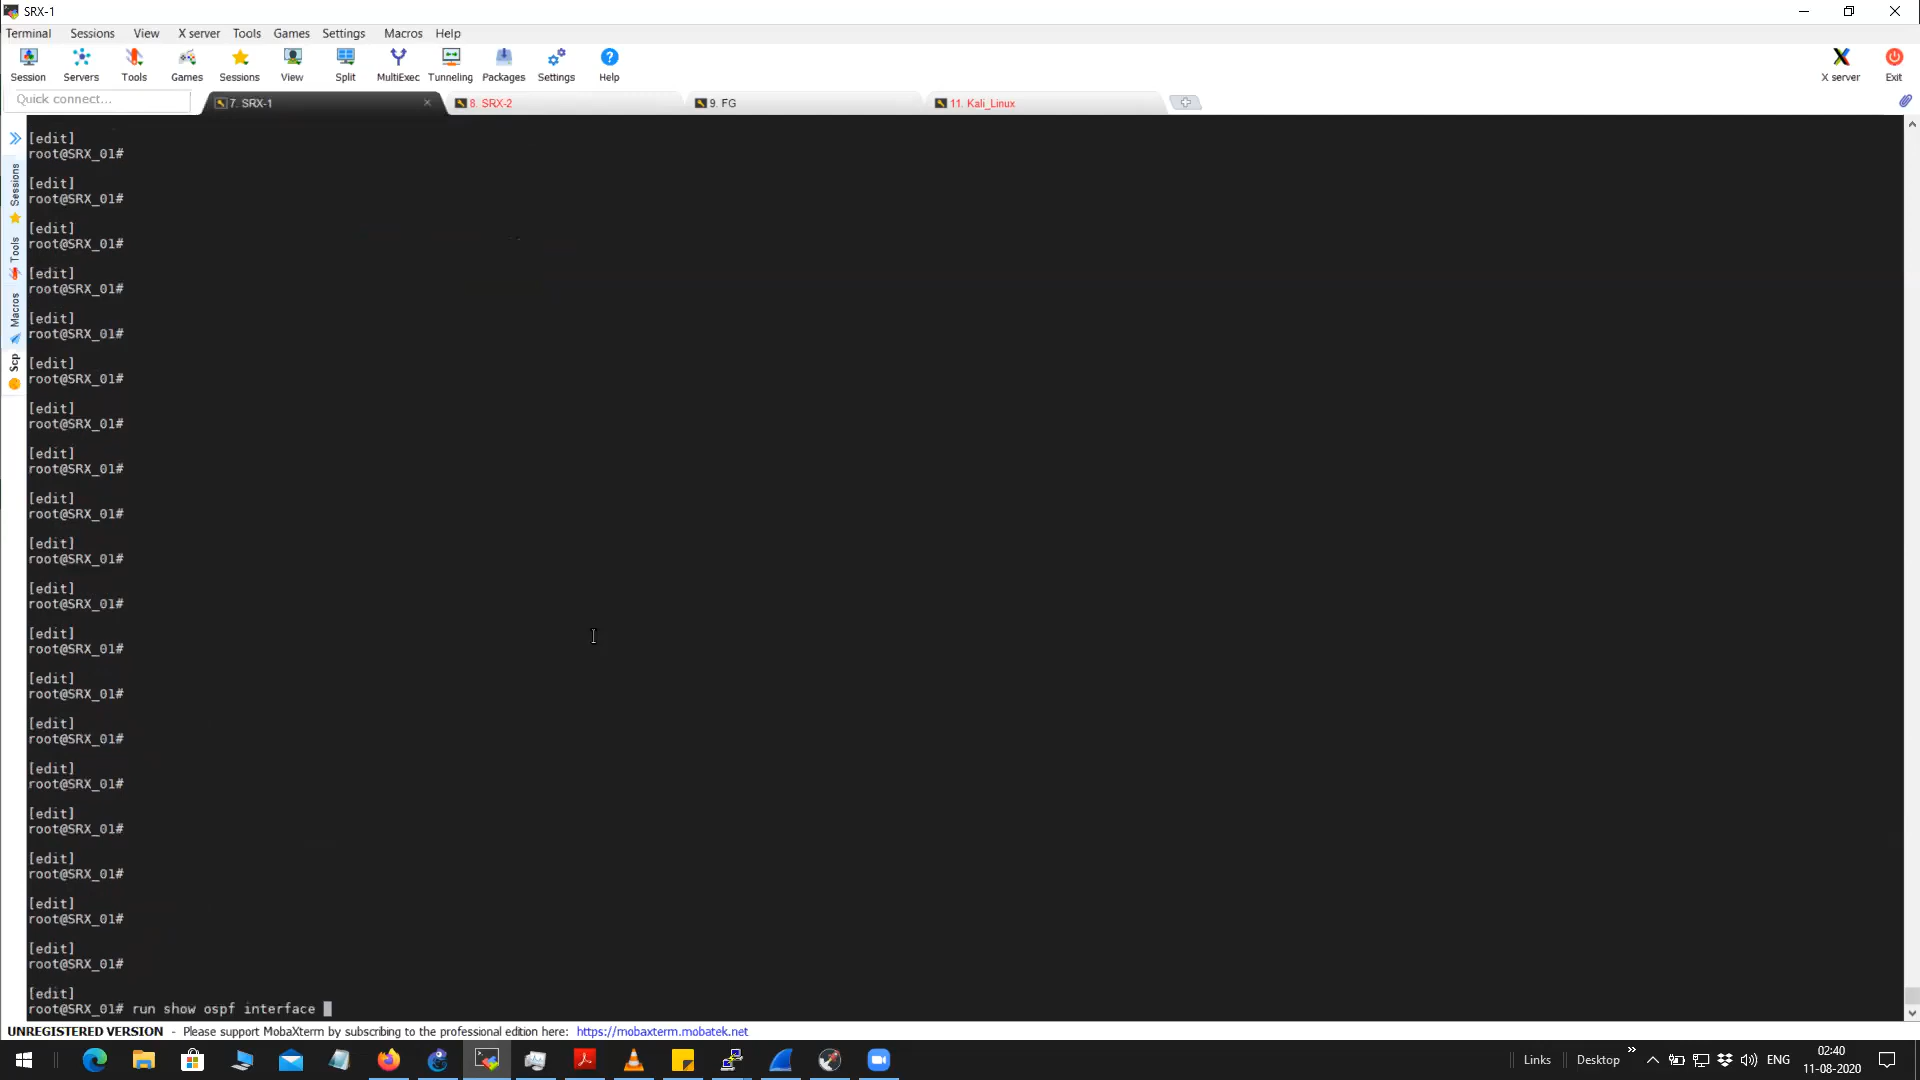 SRX-1
Terminal Sessions View X server Tools Games Settings Macros Help
Session Servers Tools Games Sessions View Split MultiExec Tunneling Packages Settings Help X server Exit
Quick connect... 7. SRX-1 8. SRX-2 9. FG 11. Kali_Linux
Sessions
Tools
Macros
Scp
[edit]
root@SRX_01#
[edit]
root@SRX_01#
[edit]
root@SRX_01#
[edit]
root@SRX_01#
[edit]
root@SRX_01#
[edit]
root@SRX_01#
[edit]
root@SRX_01#
[edit]
root@SRX_01#
[edit]
root@SRX_01#
[edit]
root@SRX_01#
[edit]
root@SRX_01#
[edit]
root@SRX_01#
[edit]
root@SRX_01#
[edit]
root@SRX_01#
[edit]
root@SRX_01#
[edit]
root@SRX_01#
[edit]
root@SRX_01#
[edit]
root@SRX_01#
[edit]
root@SRX_01#
[edit]
root@SRX_01# run show ospf interface
UNREGISTERED VERSION - Please support MobaXterm by subscribing to the professional edition here: https://mobaxterm.mobatek.net
Links Desktop » ENG 02:40
11-08-2020